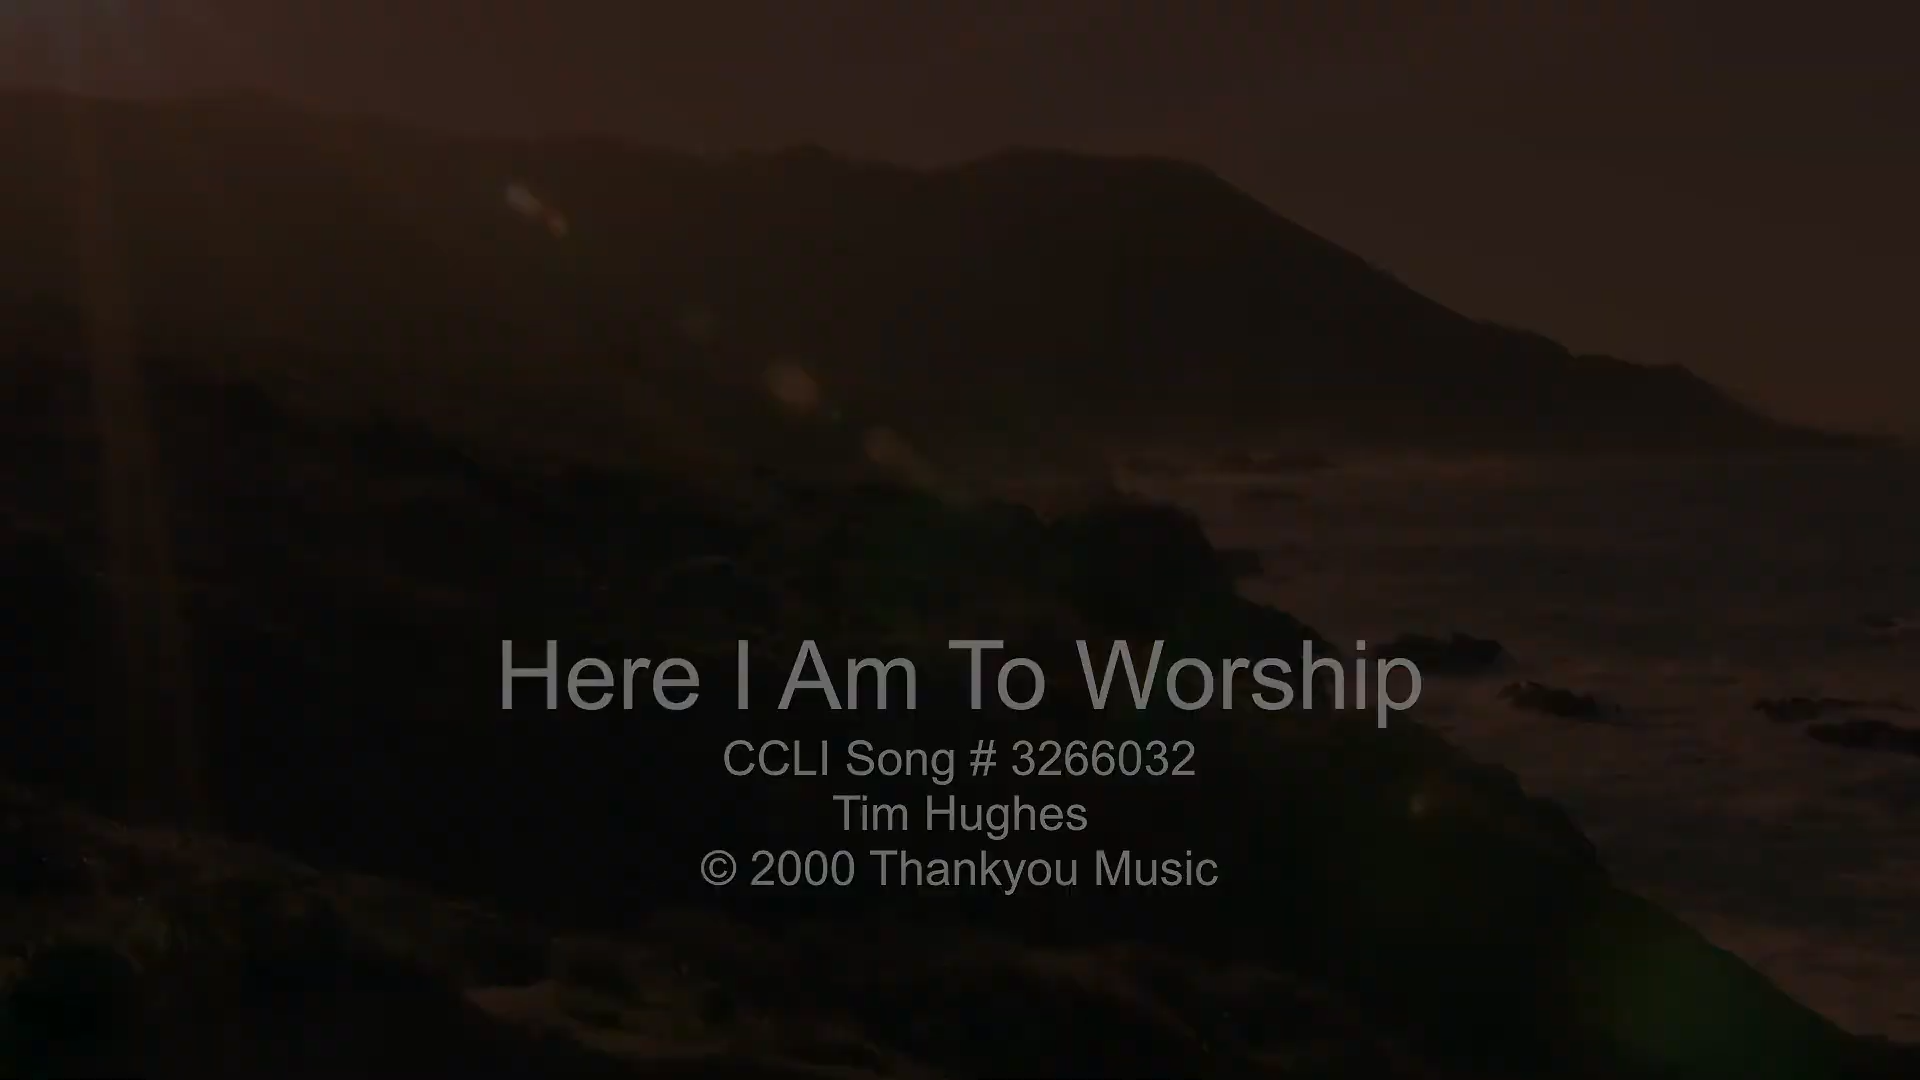 Here I Am To Worship
CCLI Song # 3266032
Tim Hughes
© 2000 Thankyou Music